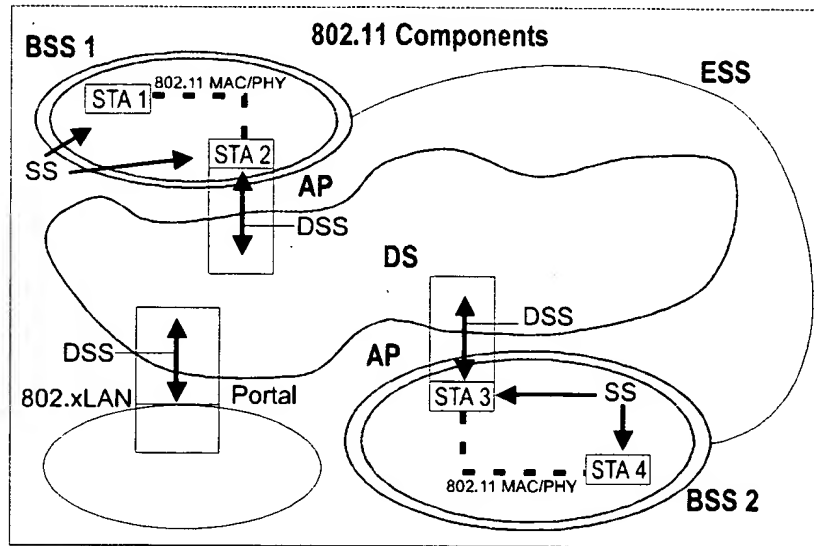 802.11 Components
BSS 1
ESS
802.11 MAC/PHY
STA 1
STA 2
SS
AP
DSS
DS
DSS
DSS
AP
802.xLAN
Portal
STA 3
SS
STA 4
802.11 MAC/PHY
BSS 2